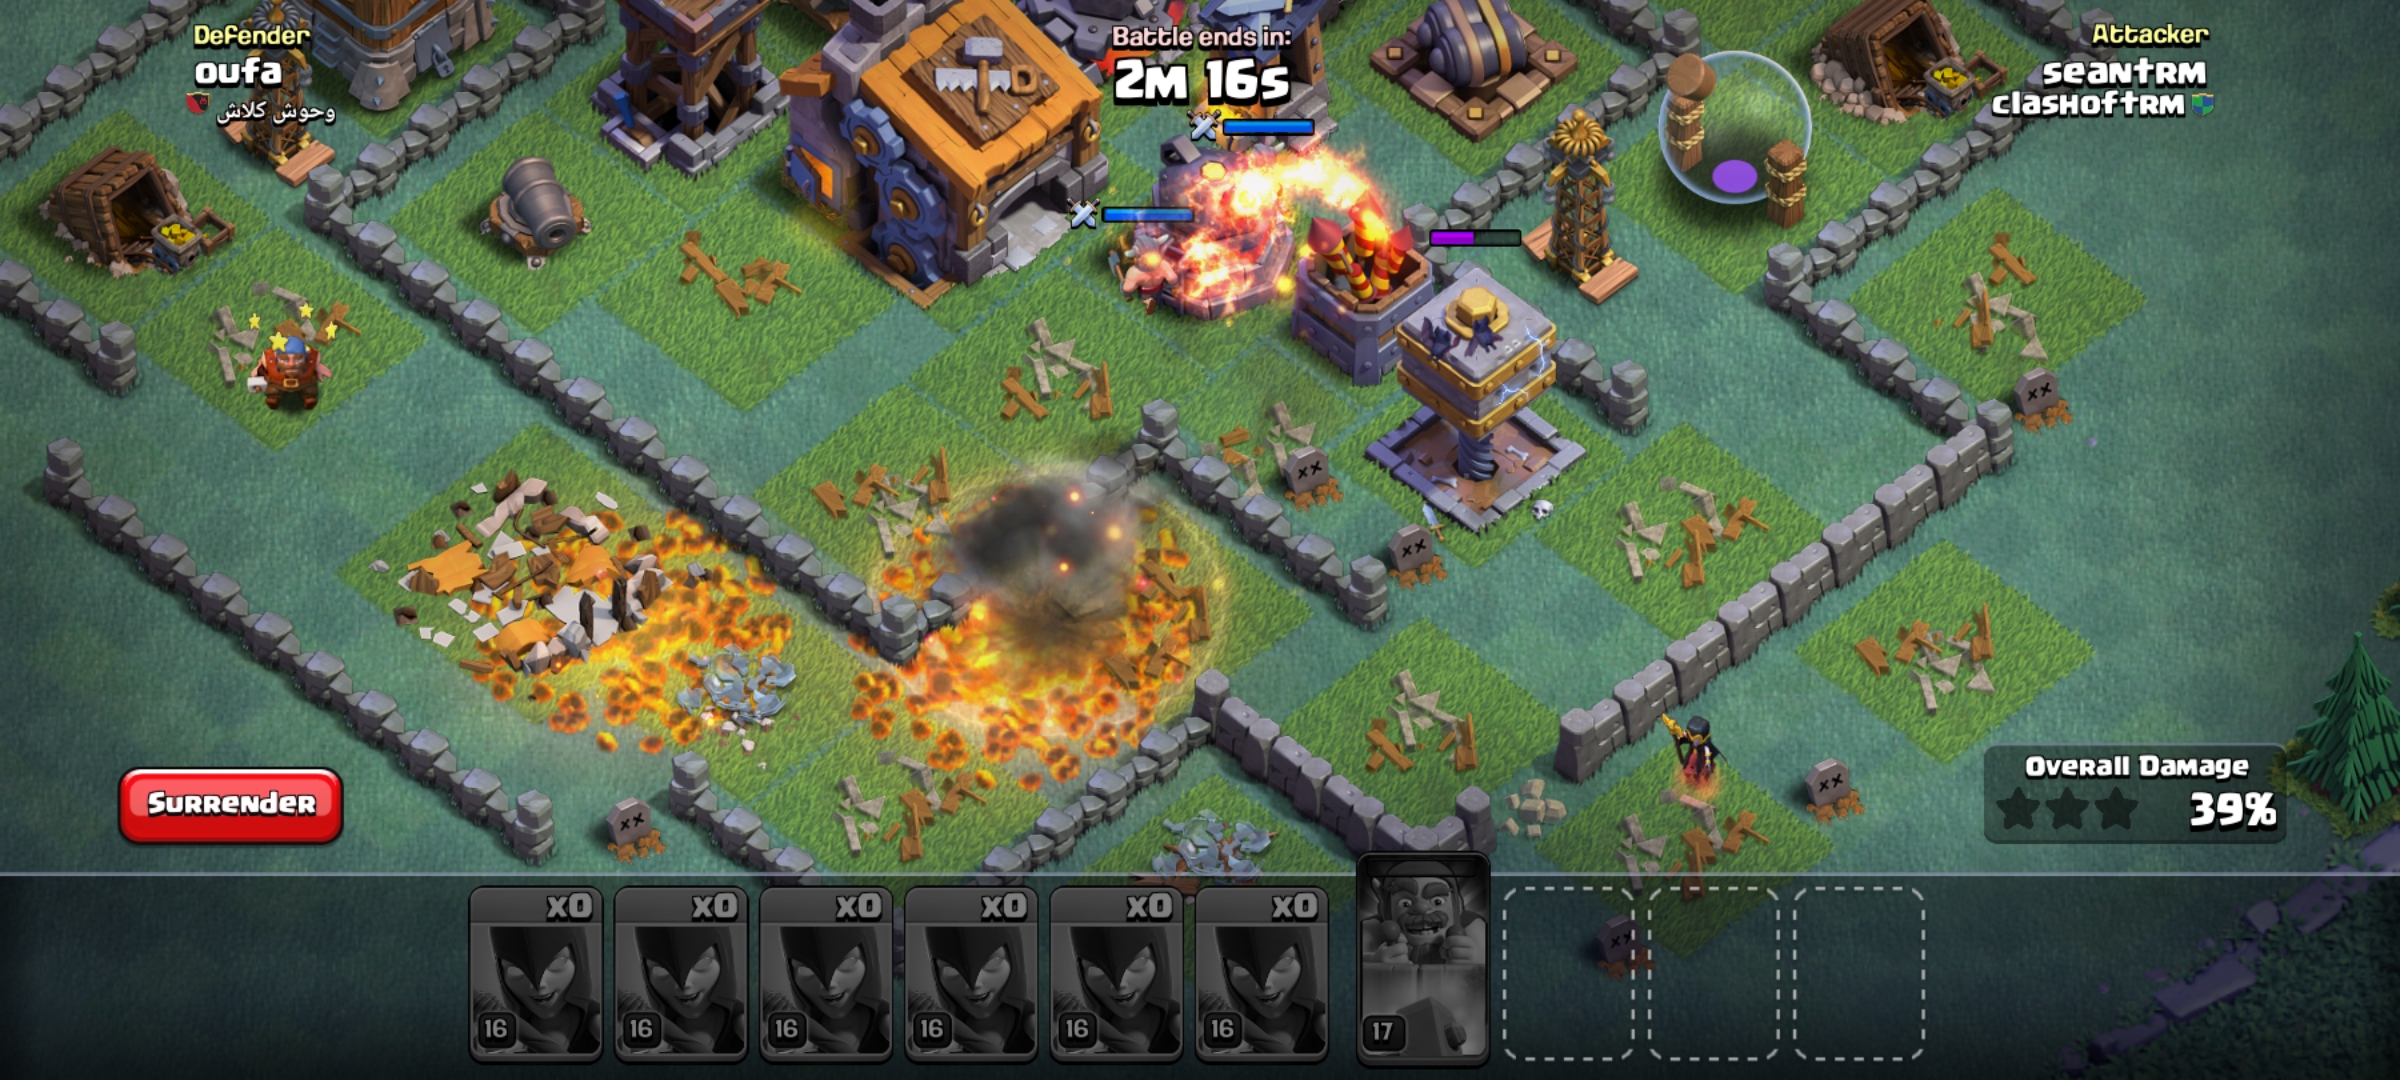 Defender
oufa
وحوش كلاش
Battle ends in:
2M 16s
Attacker
seantRM
clashoftRM
Surrender
Overall Damage
39%
x0 x0 x0 x0 x0 x0
16 16 16 16 16 16 17